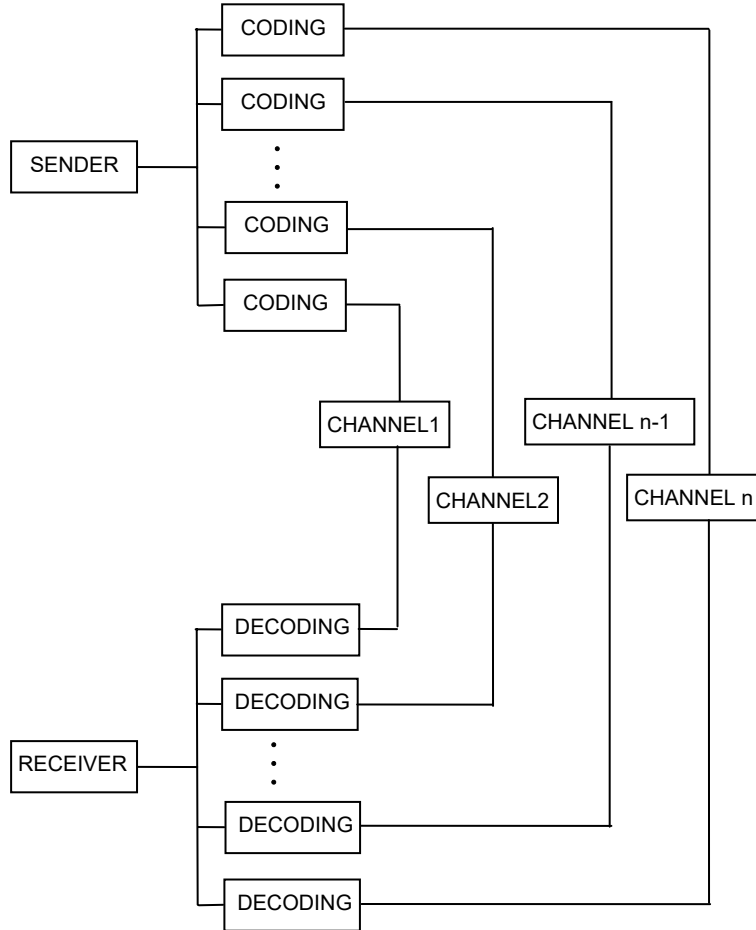 CODING
CODING
SENDER
CODING
CODING
CHANNEL1
CHANNEL n-1
CHANNEL2
CHANNEL n
DECODING
DECODING
RECEIVER
DECODING
DECODING